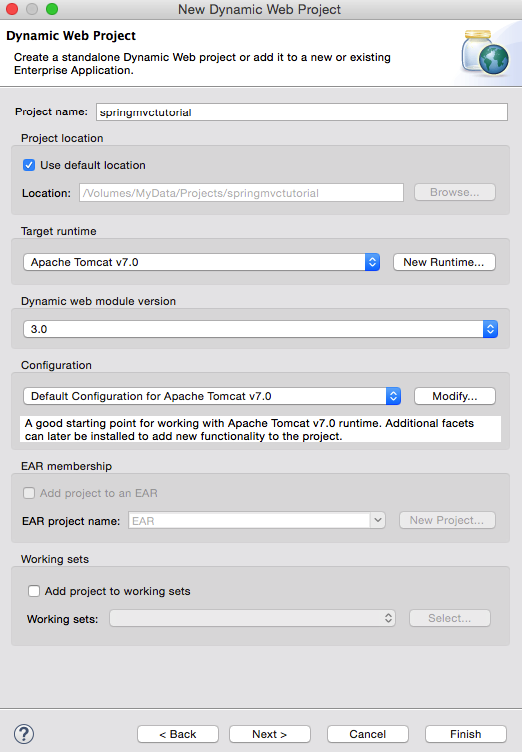 New Dynamic Web Project
Dynamic Web Project
Create a standalone Dynamic Web project or add it to a new or existing
Enterprise Application.
Project name: springmvctutorial
Project location
Use default location
Location: /Volumes/MyData/Projects/springmvctutorial Browse...
Target runtime
Apache Tomcat v7.0 New Runtime...
Dynamic web module version
3.0
Configuration
Default Configuration for Apache Tomcat v7.0 Modify...
A good starting point for working with Apache Tomcat v7.0 runtime. Additional facets
can later be installed to add new functionality to the project.
EAR membership
Add project to an EAR
EAR project name: EAR New Project...
Working sets
Add project to working sets
Working sets: Select...
? < Back Next > Cancel Finish